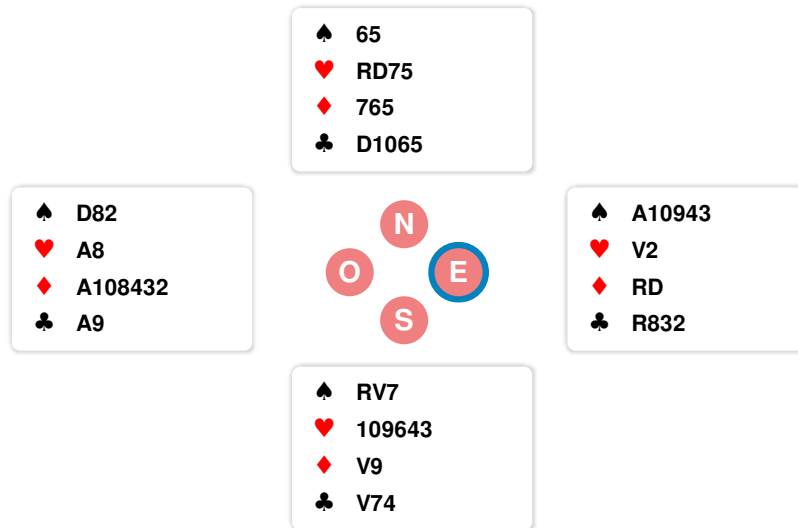 ♠ 65
♥ RD75
♦ 765
♣ D1065
♠ D82
♥ A8
♦ A108432
♣ A9
N
O
E
S
♠ A10943
♥ V2
♦ RD
♣ R832
♠ RV7
♥ 109643
♦ V9
♣ V74